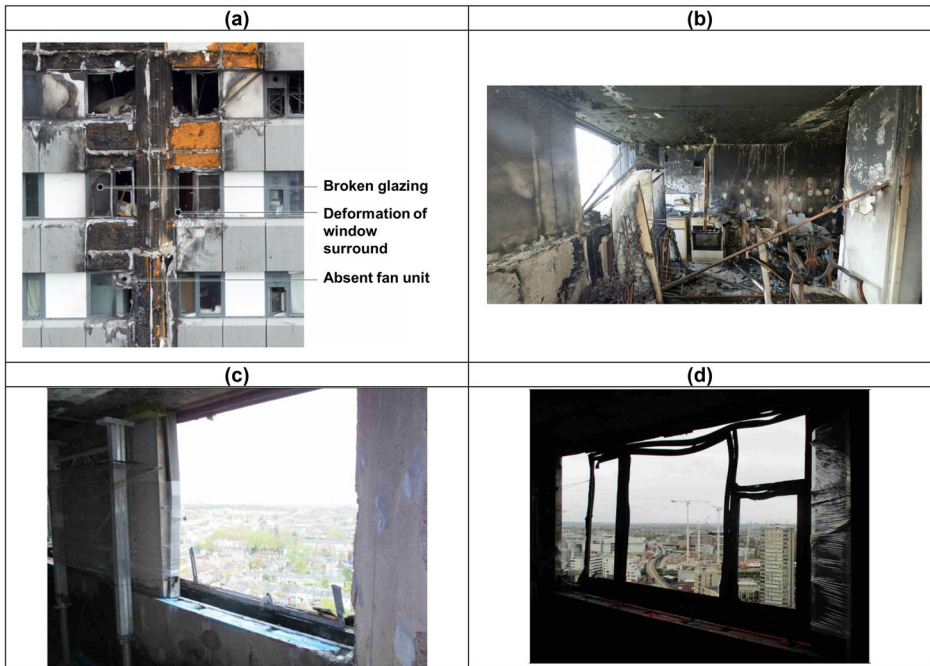 (a)
(b)
Broken glazing
Deformation of
window
surround
Absent fan unit
(c)
(d)